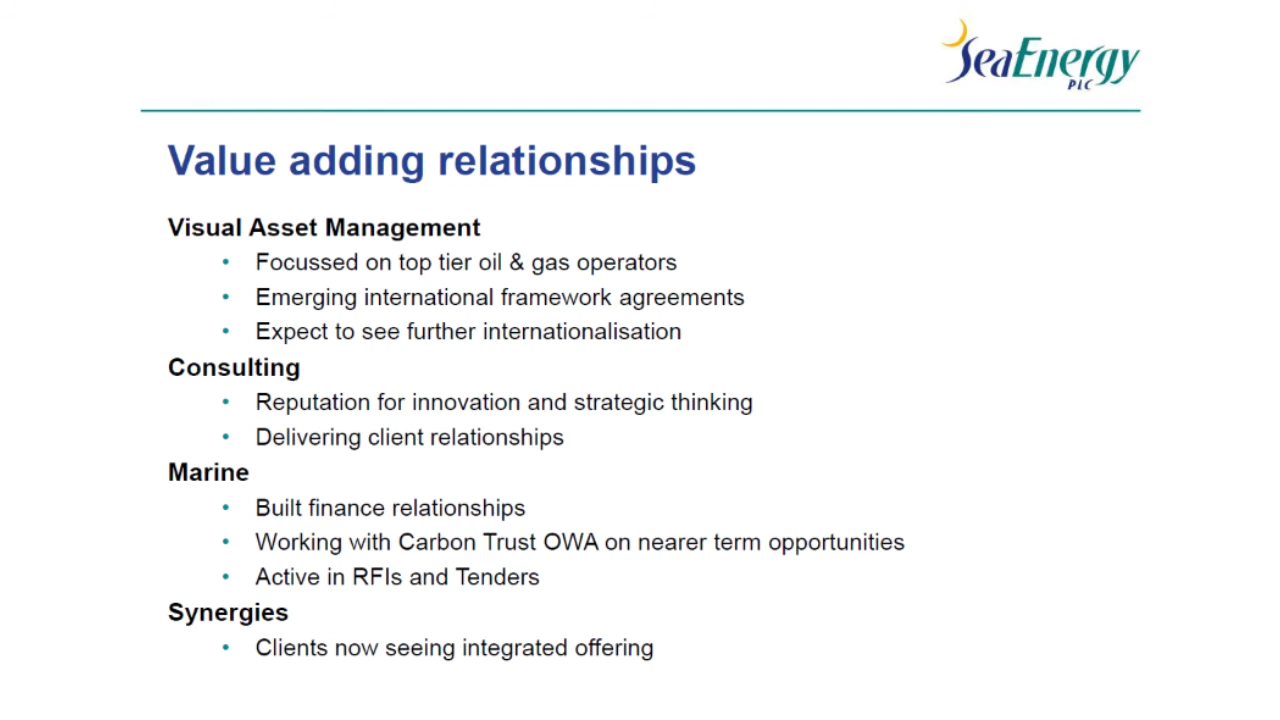 SeaEnergy
PLC
Value adding relationships
Visual Asset Management
• Focussed on top tier oil & gas operators
• Emerging international framework agreements
• Expect to see further internationalisation
Consulting
• Reputation for innovation and strategic thinking
• Delivering client relationships
Marine
• Built finance relationships
• Working with Carbon Trust OWA on nearer term opportunities
• Active in RFIs and Tenders
Synergies
• Clients now seeing integrated offering